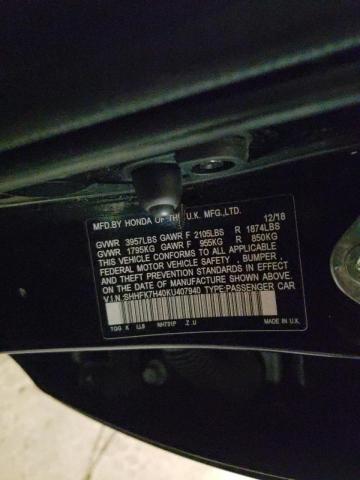 MFD.BY HONDA OF THE U.K. MFG.,LTD. 12/18
GVWR 3957LBS GAWR F 2105LBS R 1874LBS
GVWR 1795KG GAWR F 955KG R 850KG
THIS VEHICLE CONFORMS TO ALL APPLICABLE
FEDERAL MOTOR VEHICLE SAFETY , BUMPER ,
AND THEFT PREVENTION STANDARDS IN EFFECT
ON THE DATE OF MANUFACTURE SHOWN ABOVE.
V.I.N.:SHHFK7H40KU407940 TYPE:PASSENGER CAR
TGG K NH731P .Z .U